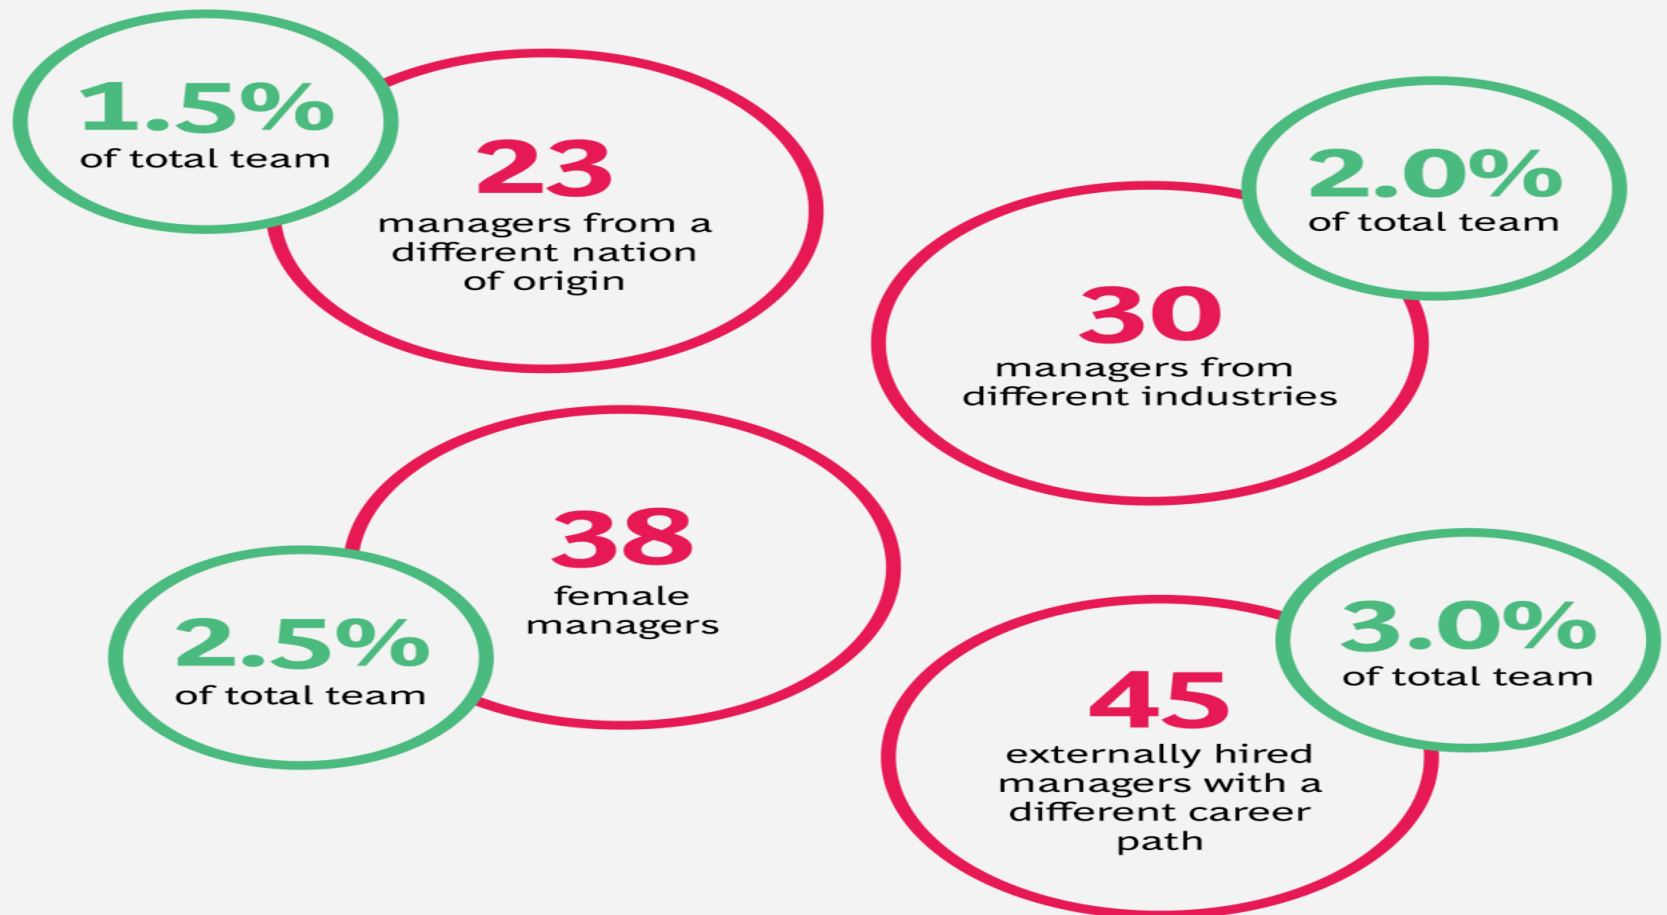 1.5%
of total team
23
managers from a
different nation
of origin
2.0%
of total team
30
managers from
different industries
38
female
managers
2.5%
of total team
3.0%
of total team
45
externally hired
managers with a
different career
path